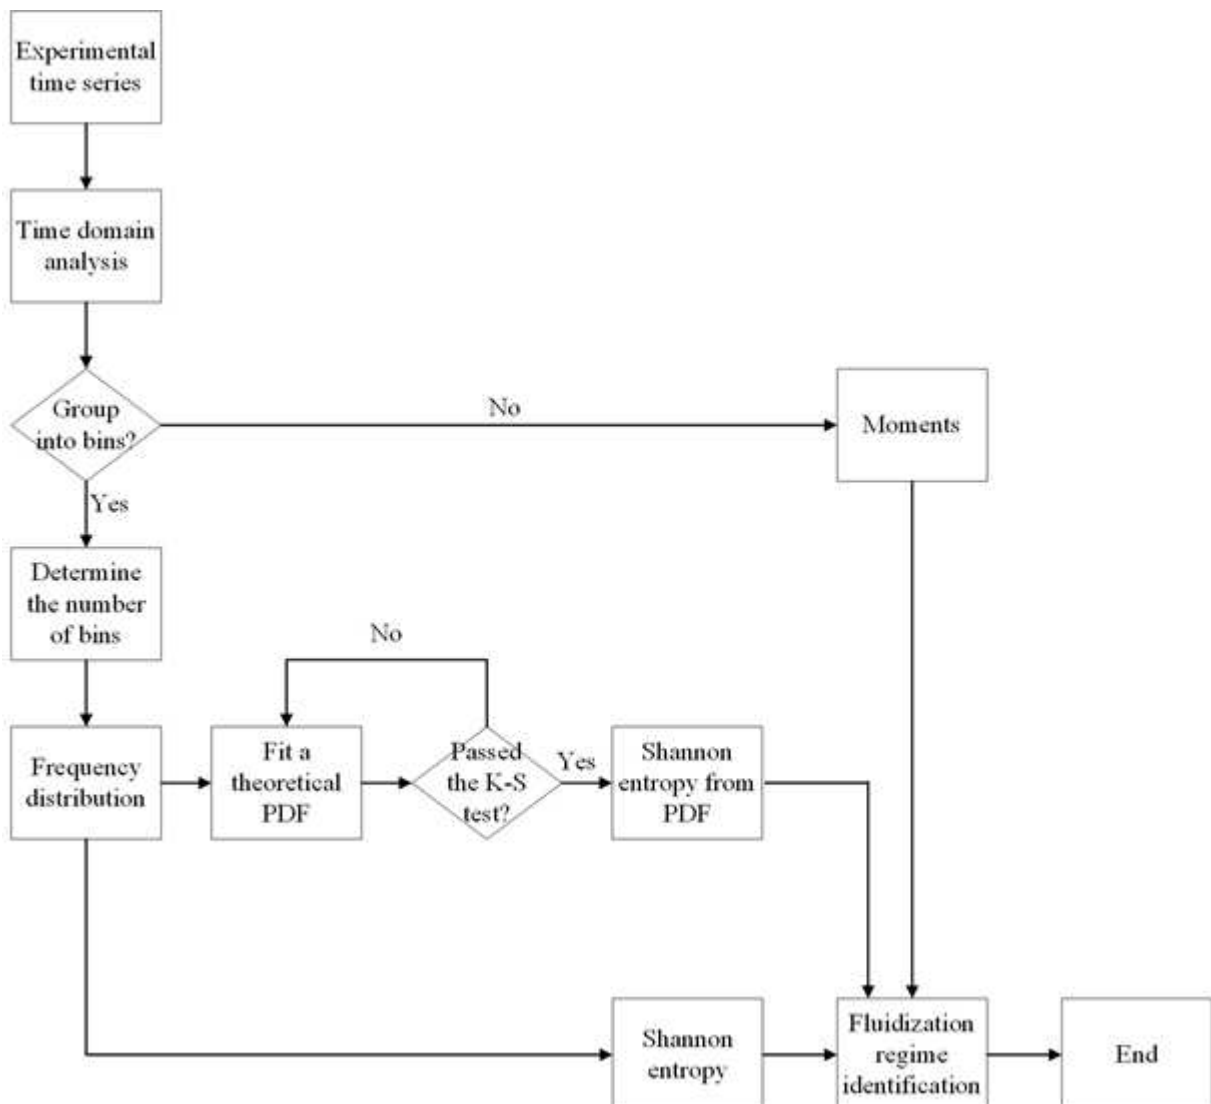 Experimental
time series
Time domain
analysis
Group
into bins?
No
Moments
Yes
Determine
the number
of bins
No
Frequency
distribution
Fit a
theoretical
PDF
Passed
the K-S
test?
Yes
Shannon
entropy from
PDF
Shannon
entropy
Fluidization
regime
identification
End